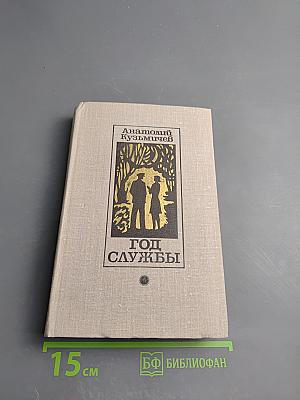 Анатолий
Кузьмичев
ГОД
СЛУЖБЫ
15 см
БФ БИБЛИОФАН